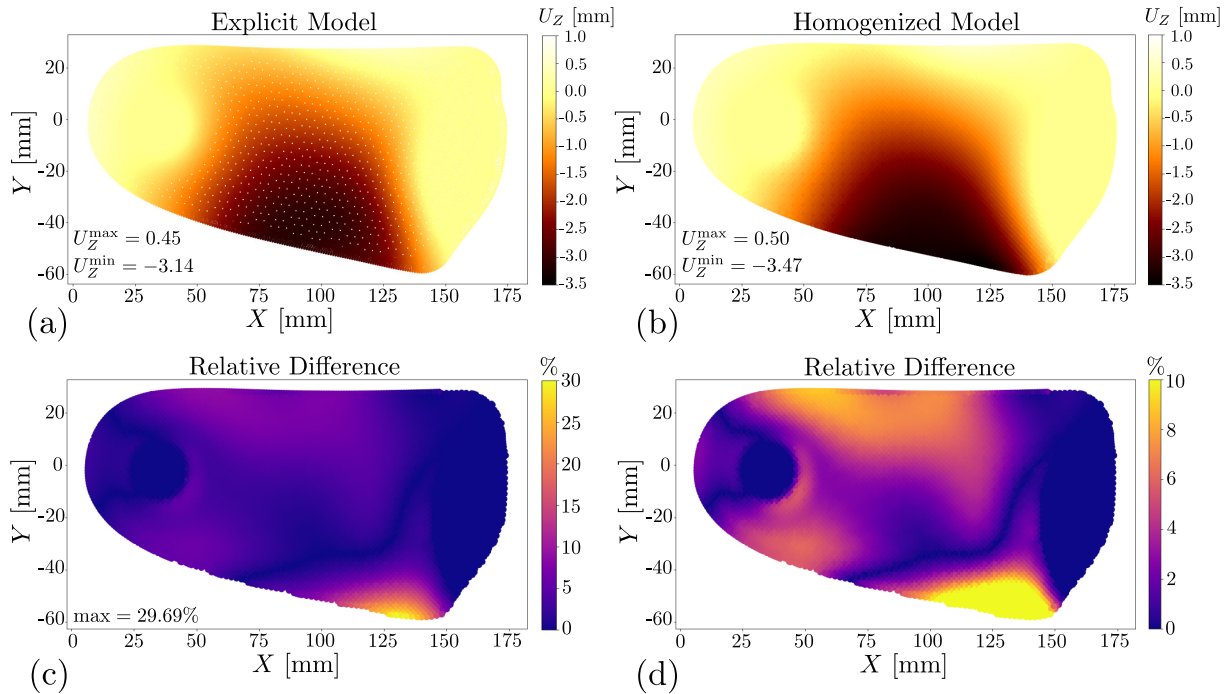 Explicit Model
U_Z [mm]
1.0
0.5
0.0
−0.5
−1.0
−1.5
−2.0
−2.5
−3.0
−3.5
Y [mm]
20
0
-20
-40
-60
U_Z^max = 0.45
U_Z^min = −3.14
0 25 50 75 100 125 150 175
X [mm]
(a)
Homogenized Model
U_Z [mm]
1.0
0.5
0.0
−0.5
−1.0
−1.5
−2.0
−2.5
−3.0
−3.5
Y [mm]
20
0
-20
-40
-60
U_Z^max = 0.50
U_Z^min = −3.47
0 25 50 75 100 125 150 175
X [mm]
(b)
Relative Difference
%
30
25
20
15
10
5
0
Y [mm]
20
0
-20
-40
-60
max = 29.69%
0 25 50 75 100 125 150 175
X [mm]
(c)
Relative Difference
%
10
8
6
4
2
0
Y [mm]
20
0
-20
-40
-60
0 25 50 75 100 125 150 175
X [mm]
(d)